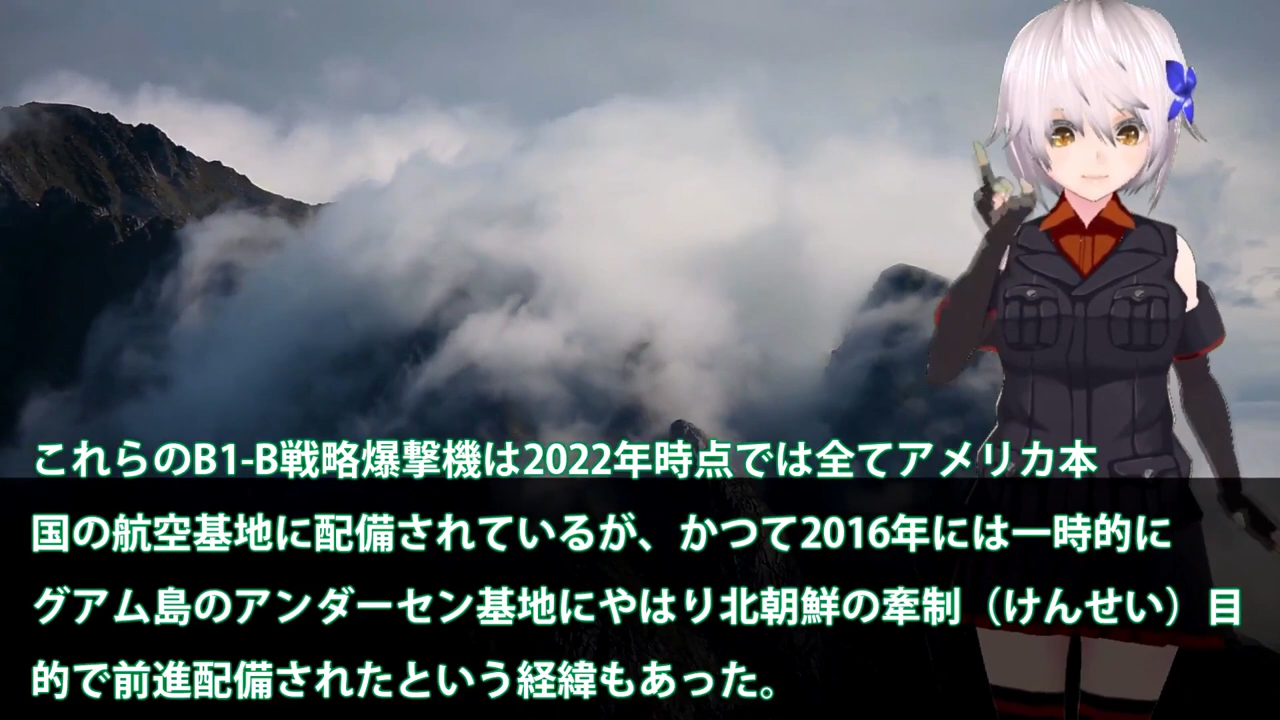 これらのB1-B戦略爆撃機は2022年時点では全てアメリカ本
国の航空基地に配備されているが、かつて2016年には一時的に
グアム島のアンダーセン基地にやはり北朝鮮の牽制（けんせい）目
的で前進配備されたという経緯もあった。